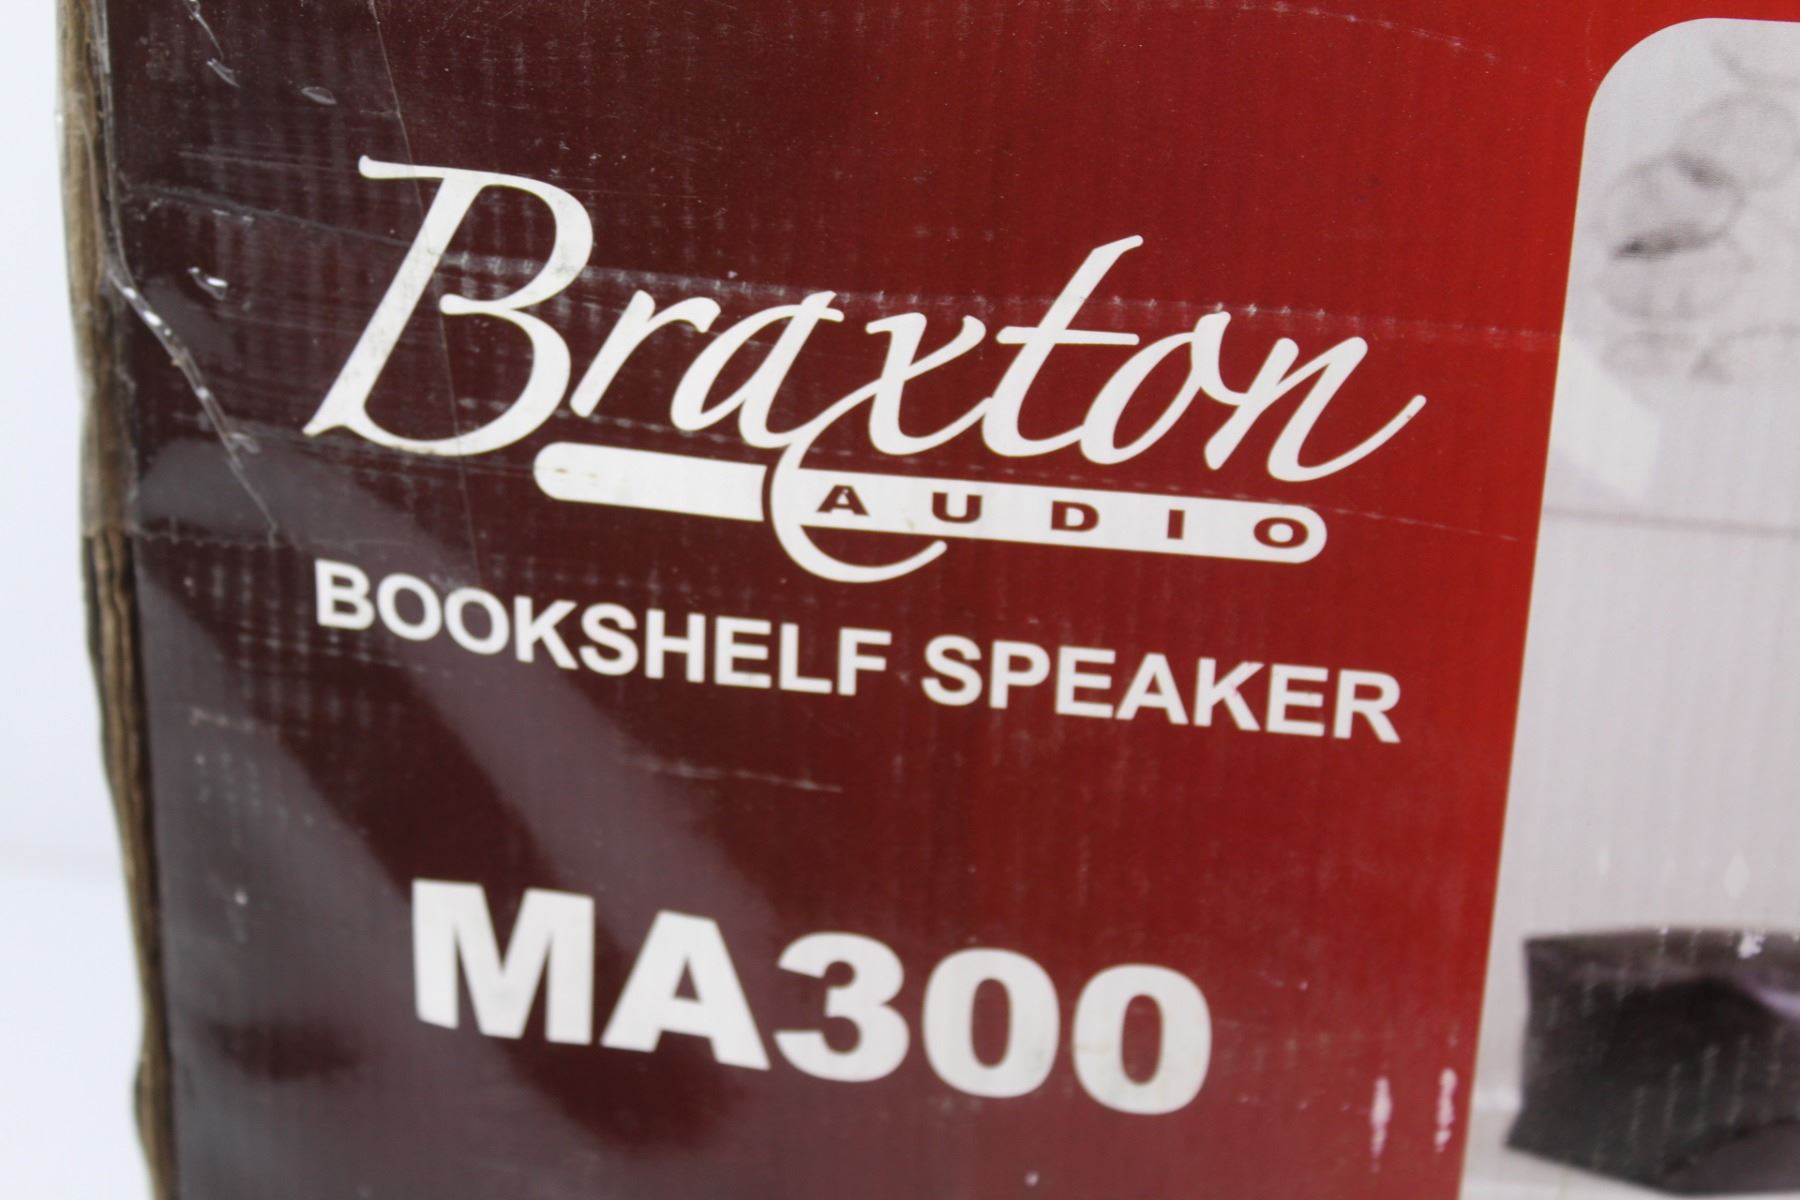 Braxton
AUDIO
BOOKSHELF SPEAKER
MA300